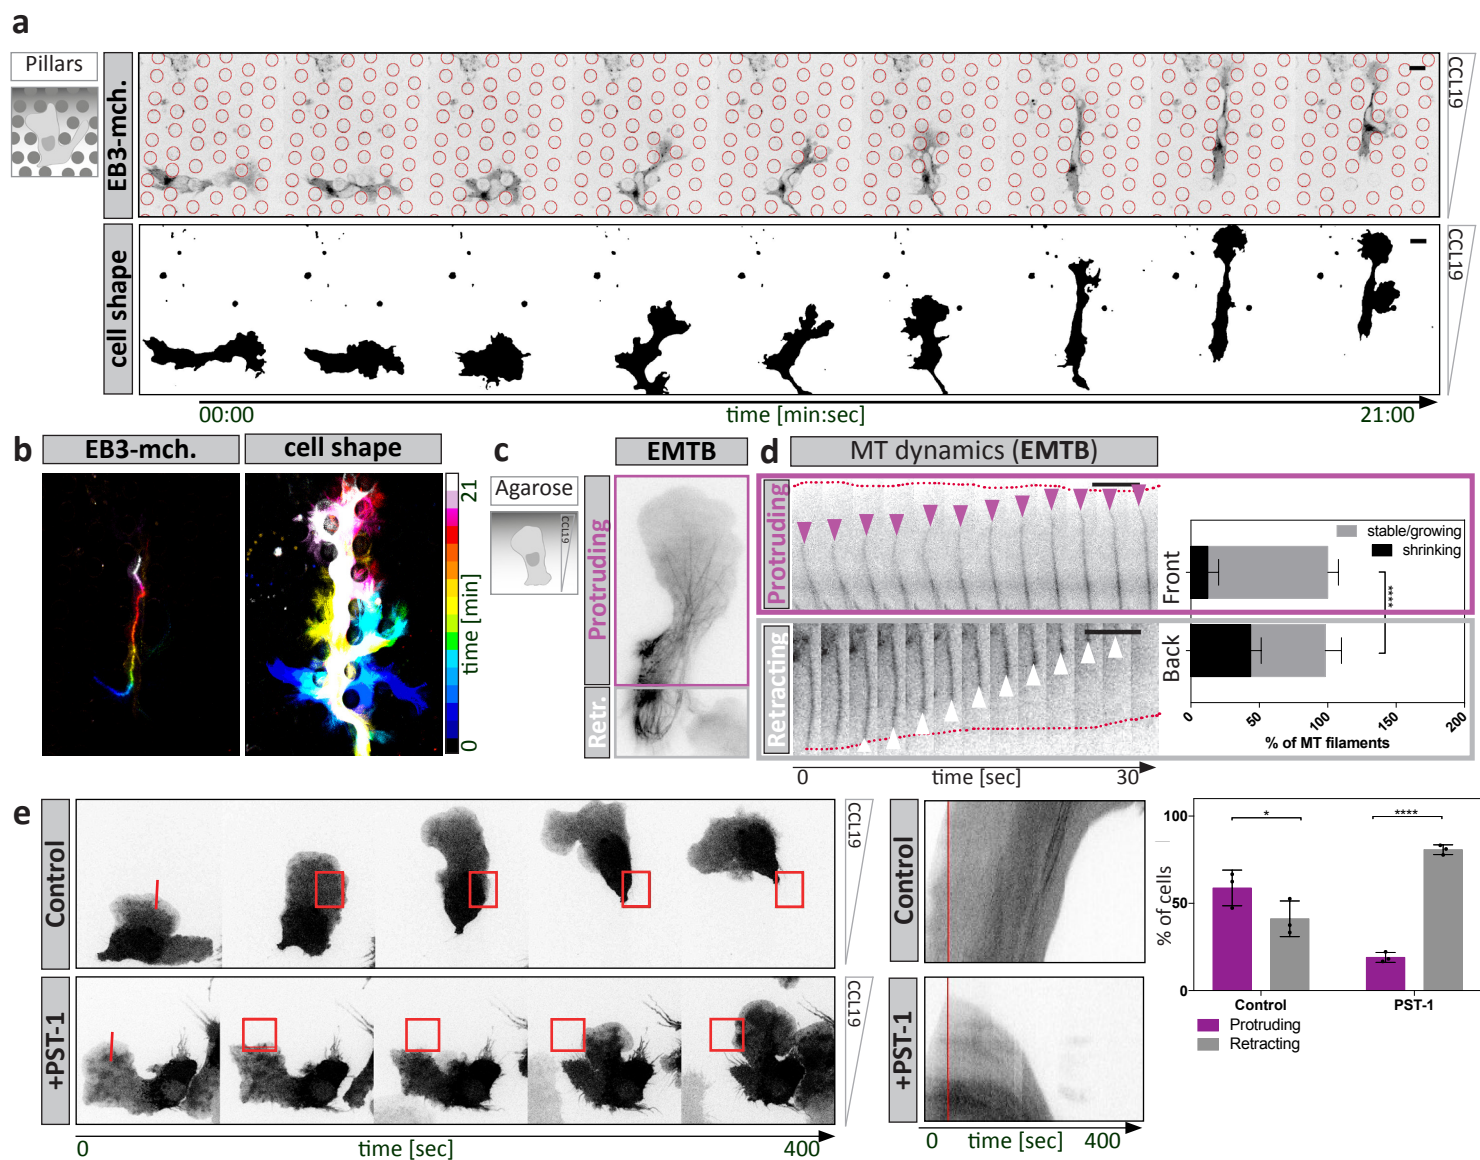 a
Pillars
EB3-mch.
CCL19
cell shape
CCL19
00:00
time [min:sec]
21:00
b
EB3-mch.
cell shape
21
time [min]
0
c
EMTB
Agarose
CCL19
Protruding
Retr.
d
MT dynamics (EMTB)
Protruding
Retracting
0
time [sec]
30
stable/growing
shrinking
Front
Back
****
0
50
100
150
200
% of MT filaments
e
Control
CCL19
+PST-1
CCL19
0
time [sec]
400
Control
+PST-1
0
time [sec]
400
% of cells
100
50
0
*
****
Control
PST-1
Protruding
Retracting